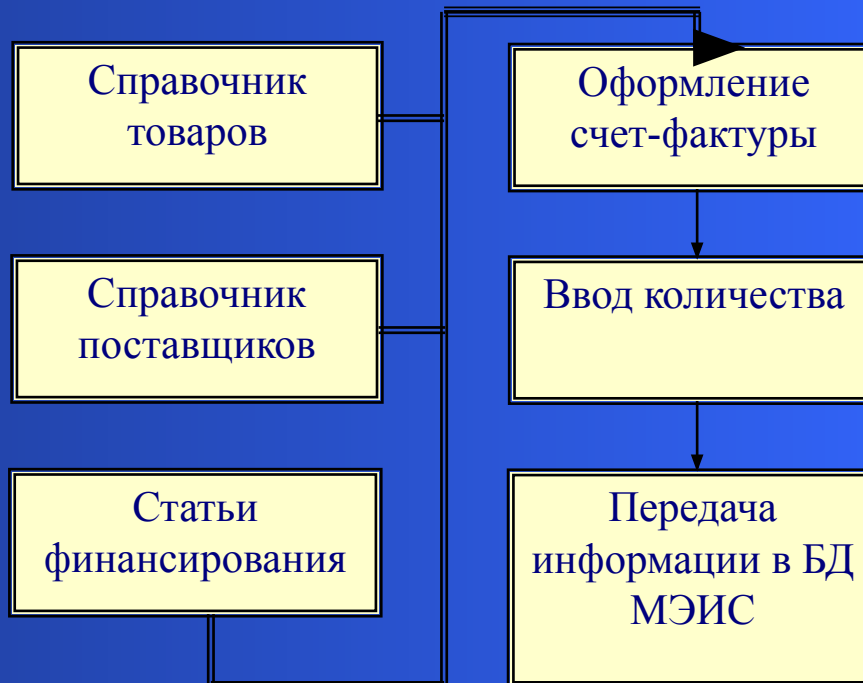 Справочник
товаров
Справочник
поставщиков
Статьи
финансирования
Оформление
счет-фактуры
Ввод количества
Передача
информации в БД
МЭИС